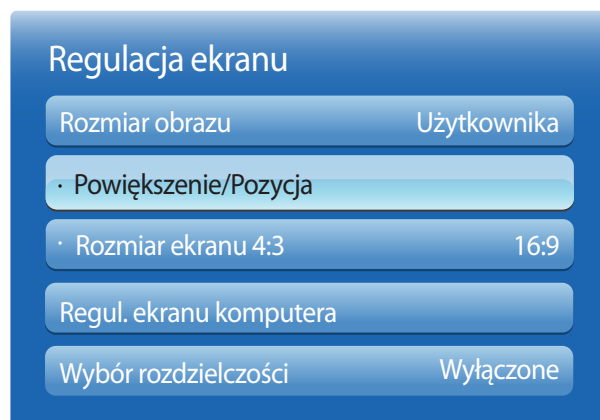 Regulacja ekranu
Rozmiar obrazu Użytkownika
· Powiększenie/Pozycja
· Rozmiar ekranu 4:3 16:9
Regul. ekranu komputera
Wybór rozdzielczości Wyłączone